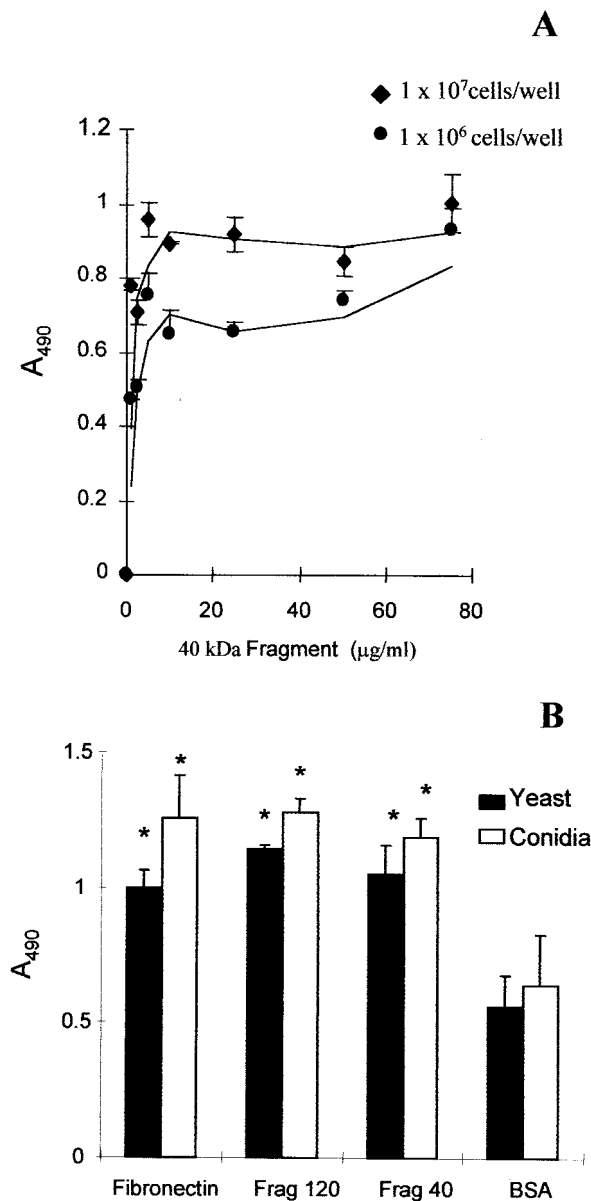 A
1 x 10⁷cells/well
1 x 10⁶ cells/well
1.2
1
0.8
0.6
0.4
0.2
0
A₄₉₀
0 20 40 60 80
40 kDa Fragment (µg/ml)
B
1.5
1
0.5
0
A₄₉₀
* * * * * *
Yeast
Conidia
Fibronectin Frag 120 Frag 40 BSA